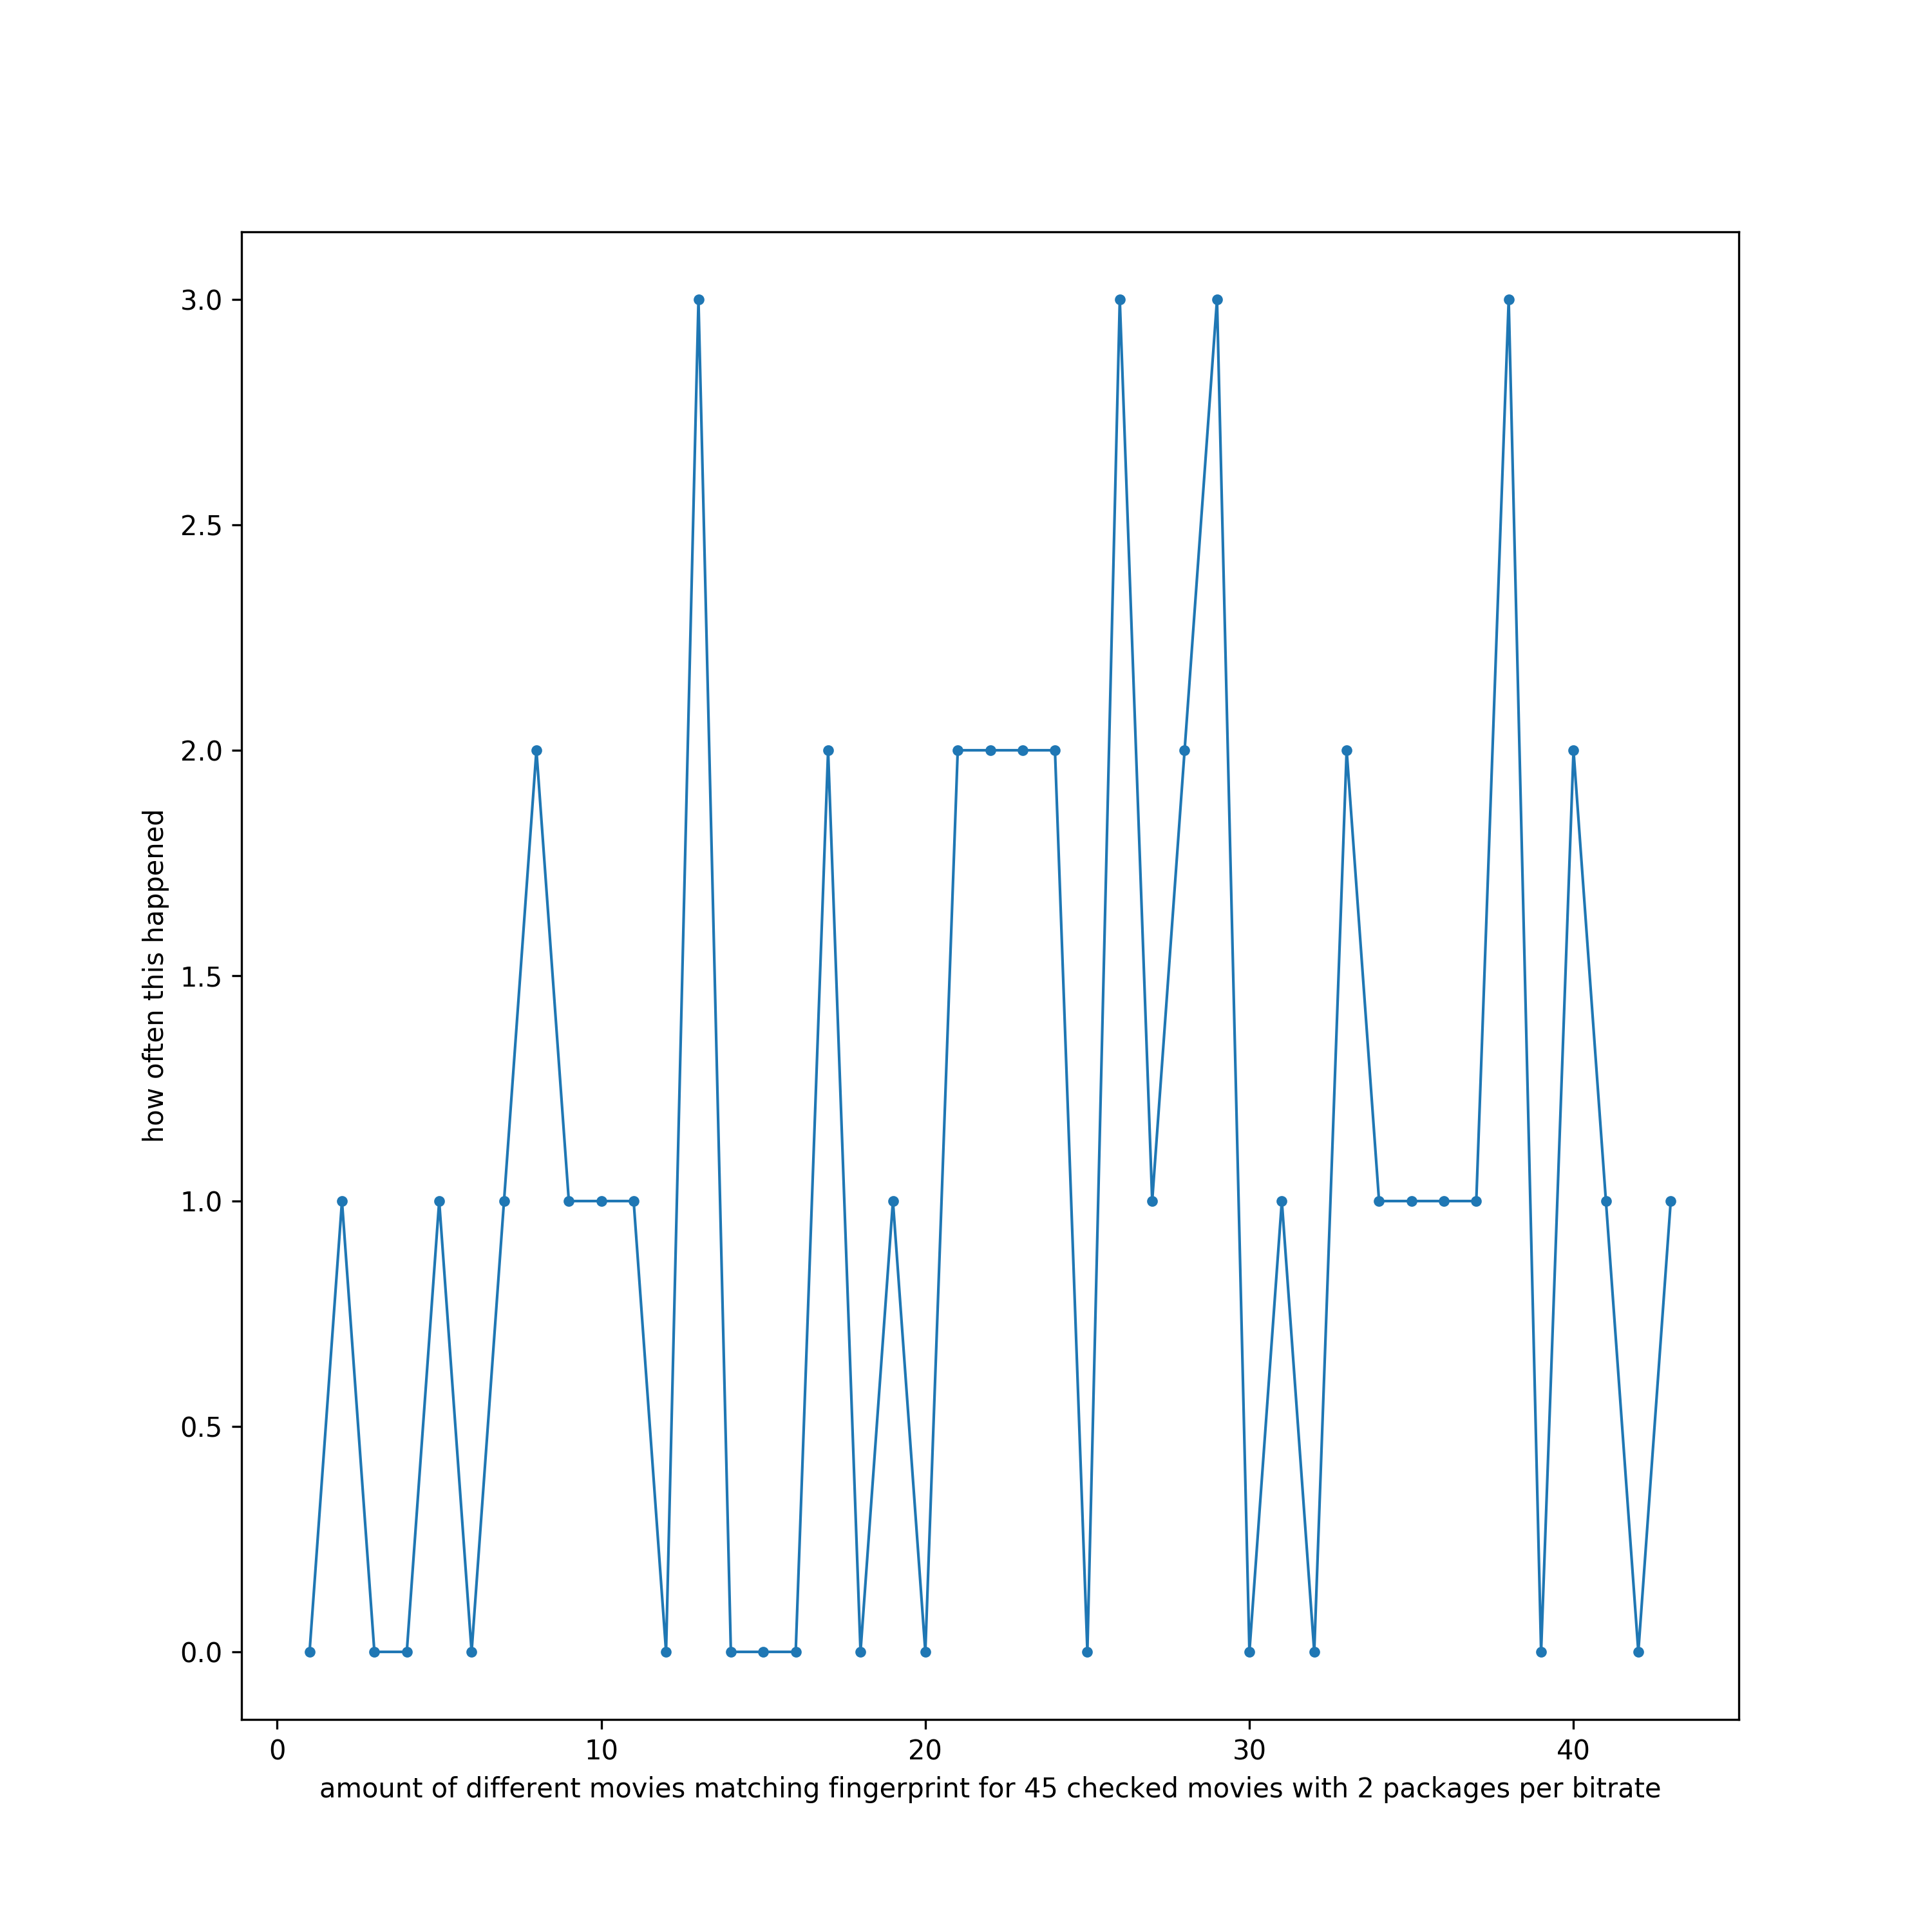 3.0
2.5
2.0
1.5
1.0
0.5
0.0
how often this happened
0 10 20 30 40
amount of different movies matching fingerprint for 45 checked movies with 2 packages per bitrate